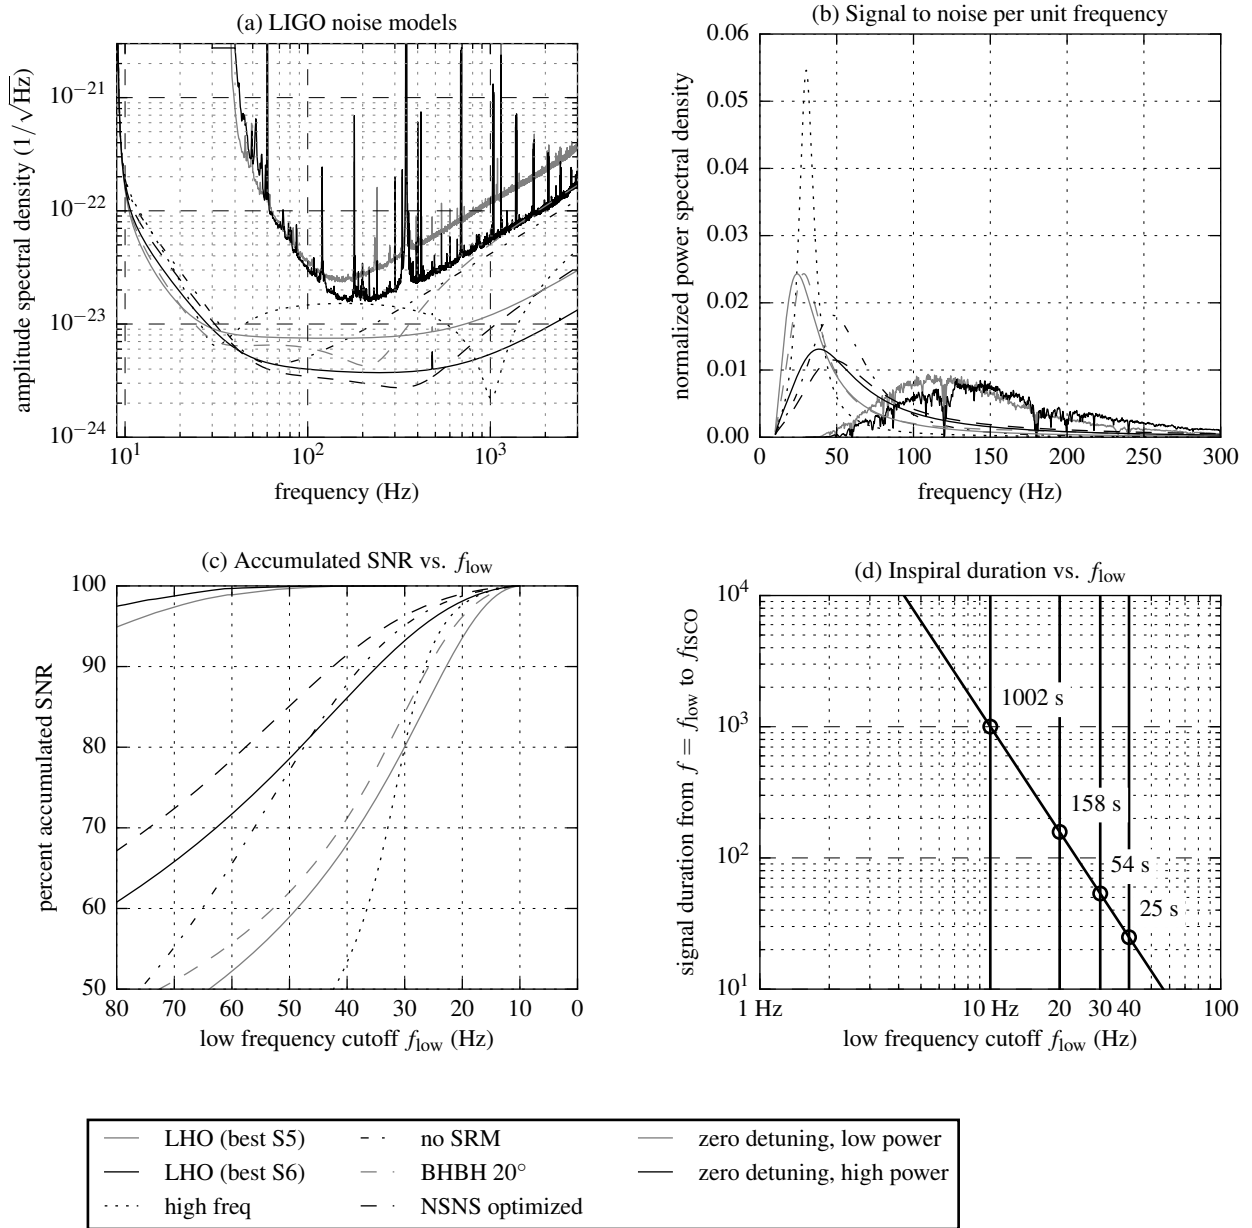 (a) LIGO noise models
amplitude spectral density (1/√Hz)
10⁻²¹
10⁻²²
10⁻²³
10⁻²⁴
10¹ 10² 10³
frequency (Hz)
(b) Signal to noise per unit frequency
normalized power spectral density
0.06
0.05
0.04
0.03
0.02
0.01
0.00
0 50 100 150 200 250 300
frequency (Hz)
(c) Accumulated SNR vs. f_low
percent accumulated SNR
100
90
80
70
60
50
80 70 60 50 40 30 20 10 0
low frequency cutoff f_low (Hz)
(d) Inspiral duration vs. f_low
signal duration from f = f_low to f_ISCO
10⁴
10³
10²
10¹
1002 s
158 s
54 s
25 s
1 Hz 10 Hz 20 30 40 100
low frequency cutoff f_low (Hz)
LHO (best S5) no SRM zero detuning, low power
LHO (best S6) BHBH 20° zero detuning, high power
high freq NSNS optimized